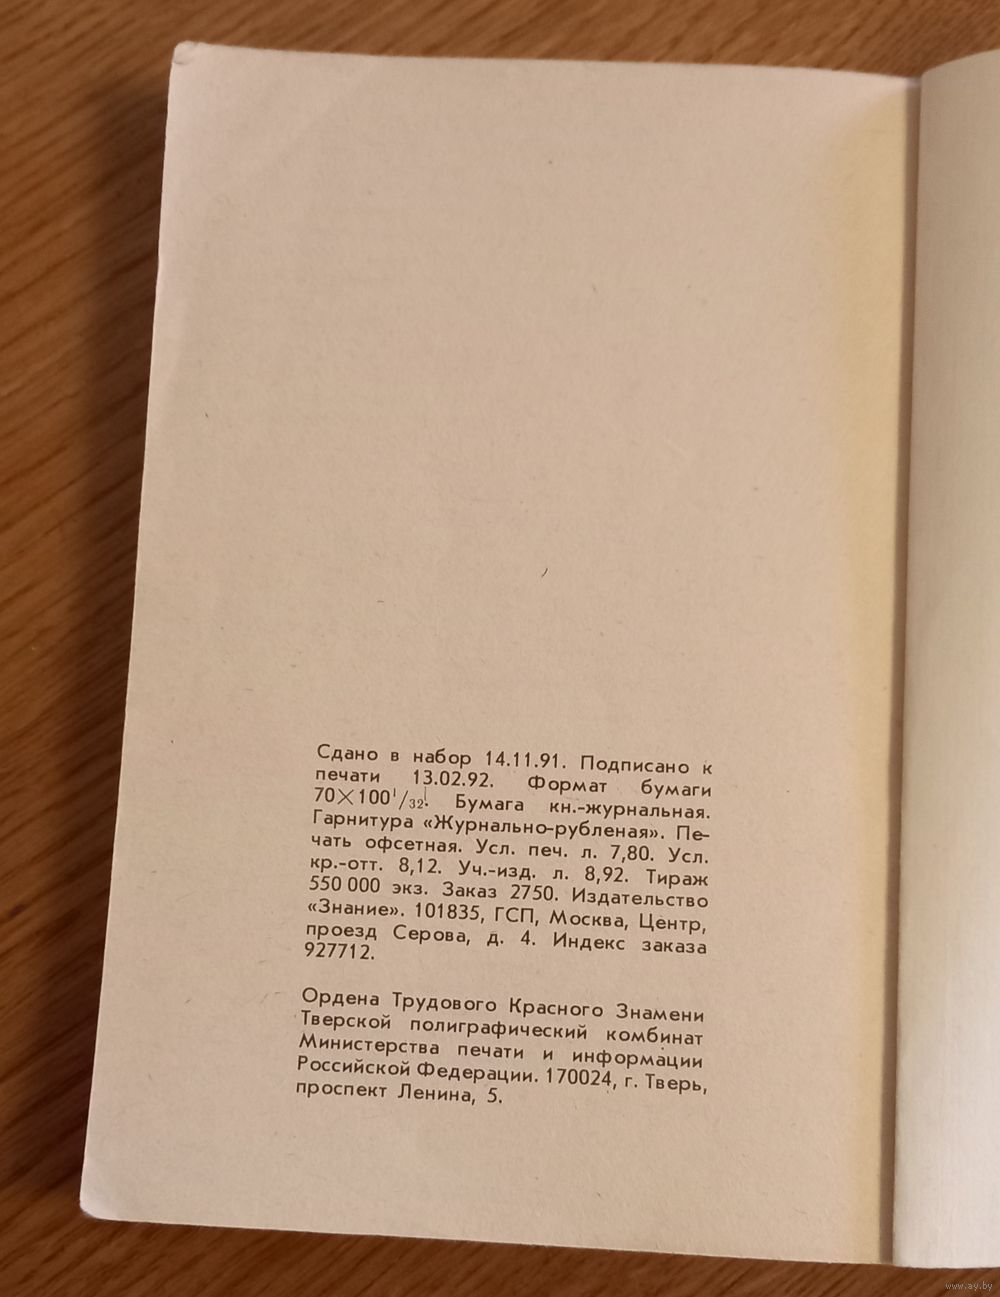 Сдано в набор 14.11.91. Подписано к
печати 13.02.92. Формат бумаги
70×100¹/₃₂. Бумага кн.-журнальная.
Гарнитура «Журнально-рубленая». Пе-
чать офсетная. Усл. печ. л. 7,80. Усл.
кр.-отт. 8,12. Уч.-изд. л. 8,92. Тираж
550 000 экз. Заказ 2750. Издательство
«Знание». 101835, ГСП, Москва, Центр,
проезд Серова, д. 4. Индекс заказа
927712.
Ордена Трудового Красного Знамени
Тверской полиграфический комбинат
Министерства печати и информации
Российской Федерации. 170024, г. Тверь,
проспект Ленина, 5.
www.ay.by